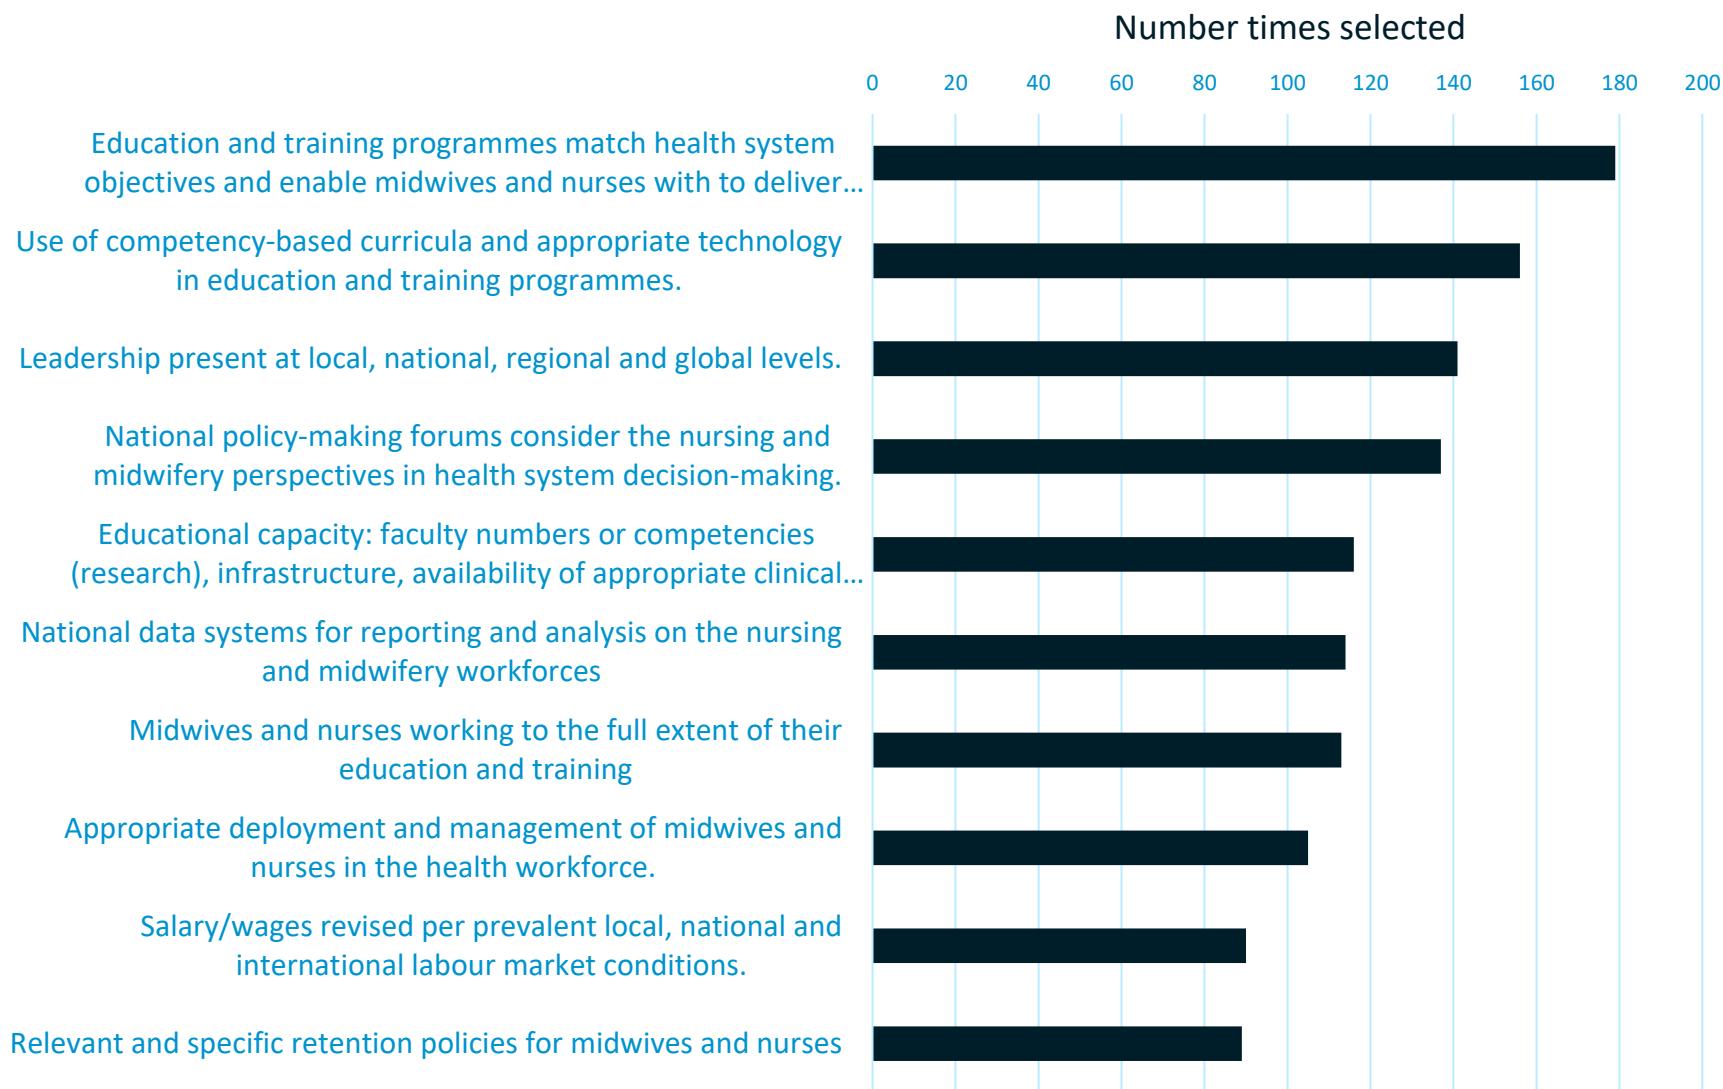 Number times selected
0 20 40 60 80 100 120 140 160 180 200
Education and training programmes match health system
objectives and enable midwives and nurses with to deliver...
Use of competency-based curricula and appropriate technology
in education and training programmes.
Leadership present at local, national, regional and global levels.
National policy-making forums consider the nursing and
midwifery perspectives in health system decision-making.
Educational capacity: faculty numbers or competencies
(research), infrastructure, availability of appropriate clinical...
National data systems for reporting and analysis on the nursing
and midwifery workforces
Midwives and nurses working to the full extent of their
education and training
Appropriate deployment and management of midwives and
nurses in the health workforce.
Salary/wages revised per prevalent local, national and
international labour market conditions.
Relevant and specific retention policies for midwives and nurses